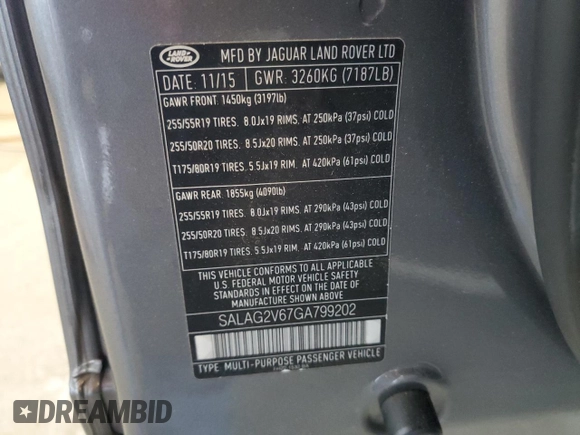 LAND ROVER
MFD BY JAGUAR LAND ROVER LTD
DATE: 11/15 GWR: 3260KG (7187LB)
GAWR FRONT: 1450kg (3197lb)
255/55R19 TIRES. 8.0Jx19 RIMS. AT 250kPa (37psi) COLD
255/50R20 TIRES. 8.5Jx20 RIMS. AT 250kPa (37psi) COLD
T175/80R19 TIRES. 5.5Jx19 RIM. AT 420kPa (61psi) COLD
GAWR REAR: 1855kg (4090lb)
255/55R19 TIRES. 8.0Jx19 RIMS. AT 290kPa (43psi) COLD
255/50R20 TIRES. 8.5Jx20 RIMS. AT 290kPa (43psi) COLD
T175/80R19 TIRES. 5.5Jx19 RIM. AT 420kPa (61psi) COLD
THIS VEHICLE CONFORMS TO ALL APPLICABLE
U.S. FEDERAL MOTOR VEHICLE SAFETY
STANDARDS IN EFFECT ON THE DATE OF
MANUFACTURE SHOWN ABOVE
SALAG2V67GA799202
TYPE: MULTI-PURPOSE PASSENGER VEHICLE
DREAMBID